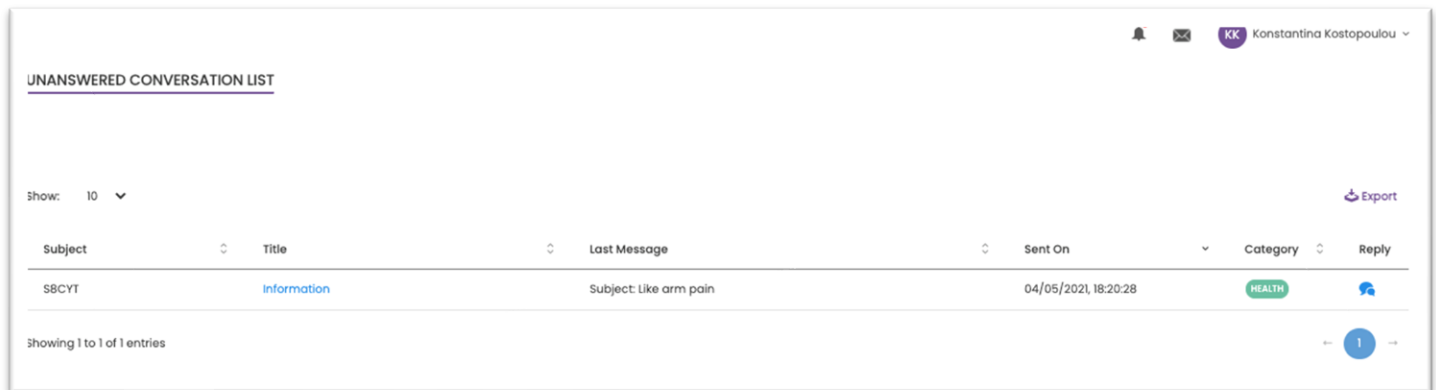 KK Konstantina Kostopoulou
UNANSWERED CONVERSATION LIST
Show: 10
Export
Subject Title Last Message Sent On Category Reply
SBCYT Information Subject: Like arm pain 04/05/2021, 18:20:28 HEALTH
Showing 1 to 1 of 1 entries
← 1 →